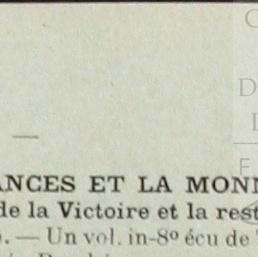 ANCES ET LA MONN
de la Victoire et la rest
. — Un vol. in-8º écu de